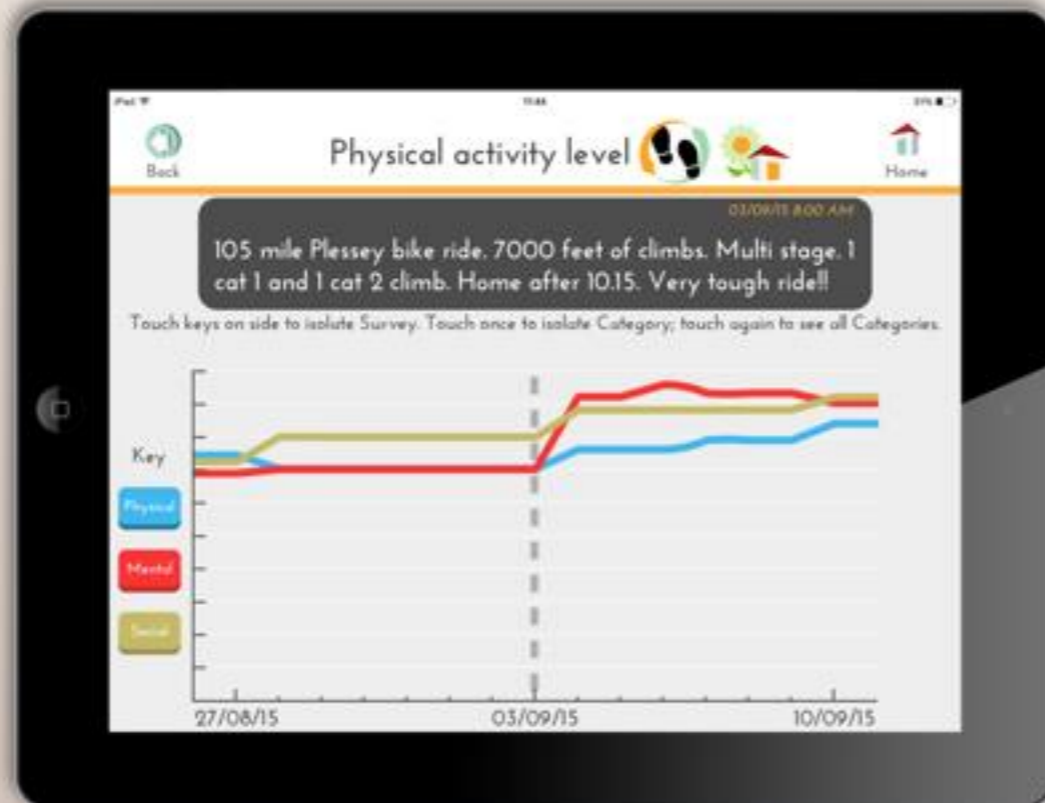 iPad
11:44
Back
Physical activity level
Home
03/09/15 8:00 AM
105 mile Plessey bike ride. 7000 feet of climbs. Multi stage. 1
cat 1 and 1 cat 2 climb. Home after 10.15. Very tough ride!!
Touch keys on side to isolate Survey. Touch once to isolate Category; touch again to see all Categories.
Key
Physical
Mental
Social
27/08/15
03/09/15
10/09/15